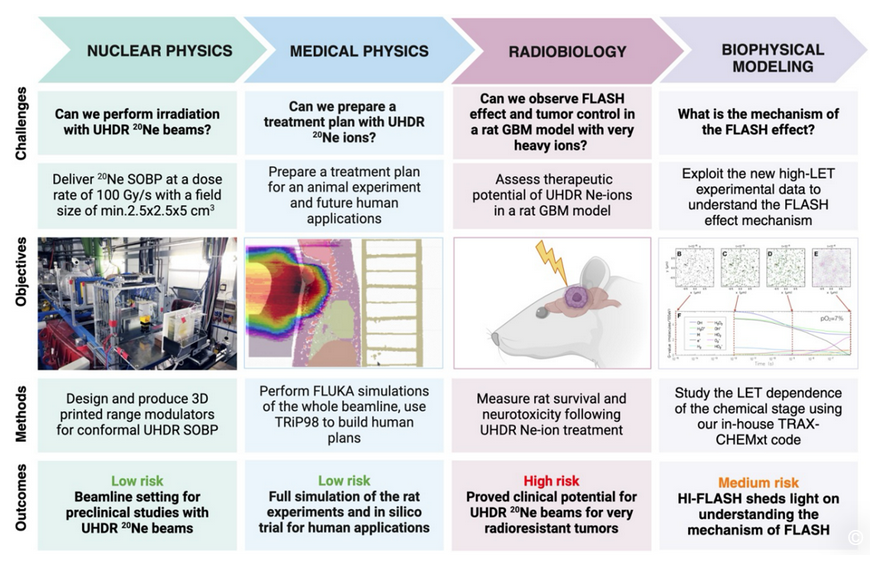 NUCLEAR PHYSICS
MEDICAL PHYSICS
RADIOBIOLOGY
BIOPHYSICAL
MODELING
Challenges
Can we perform irradiation
with UHDR ²⁰Ne beams?
Can we prepare a
treatment plan with UHDR
²⁰Ne ions?
Can we observe FLASH
effect and tumor control in
a rat GBM model with very
heavy ions?
What is the mechanism of
the FLASH effect?
Objectives
Deliver ²⁰Ne SOBP at a dose
rate of 100 Gy/s with a field
size of min.2.5x2.5x5 cm³
Prepare a treatment plan
for an animal experiment
and future human
applications
Assess therapeutic
potential of UHDR Ne-ions
in a rat GBM model
Exploit the new high-LET
experimental data to
understand the FLASH
effect mechanism
B
C
D
E
F
pO₂=7%
Methods
Design and produce 3D
printed range modulators
for conformal UHDR SOBP
Perform FLUKA simulations
of the whole beamline, use
TRiP98 to build human
plans
Measure rat survival and
neurotoxicity following
UHDR Ne-ion treatment
Study the LET dependence
of the chemical stage using
our in-house TRAX-
CHEMxt code
Outcomes
Low risk
Beamline setting for
preclinical studies with
UHDR ²⁰Ne beams
Low risk
Full simulation of the rat
experiments and in silico
trial for human applications
High risk
Proved clinical potential for
UHDR ²⁰Ne beams for very
radioresistant tumors
Medium risk
HI-FLASH sheds light on
understanding the
mechanism of FLASH